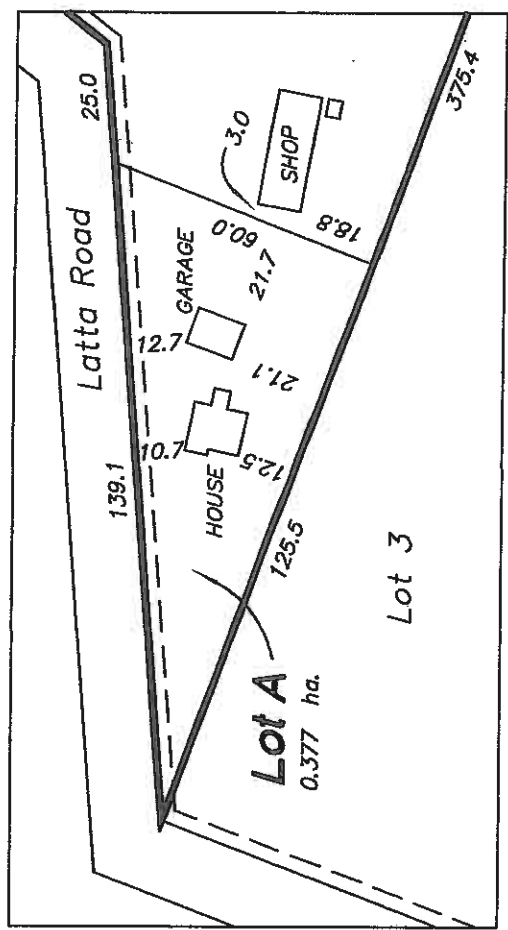 Latta Road
25.0
139.1
375.4
3.0
SHOP
60.0
18.8
GARAGE
12.7
21.7
21.1
10.7
HOUSE
12.5
125.5
Lot 3
Lot A
0.377 ha.